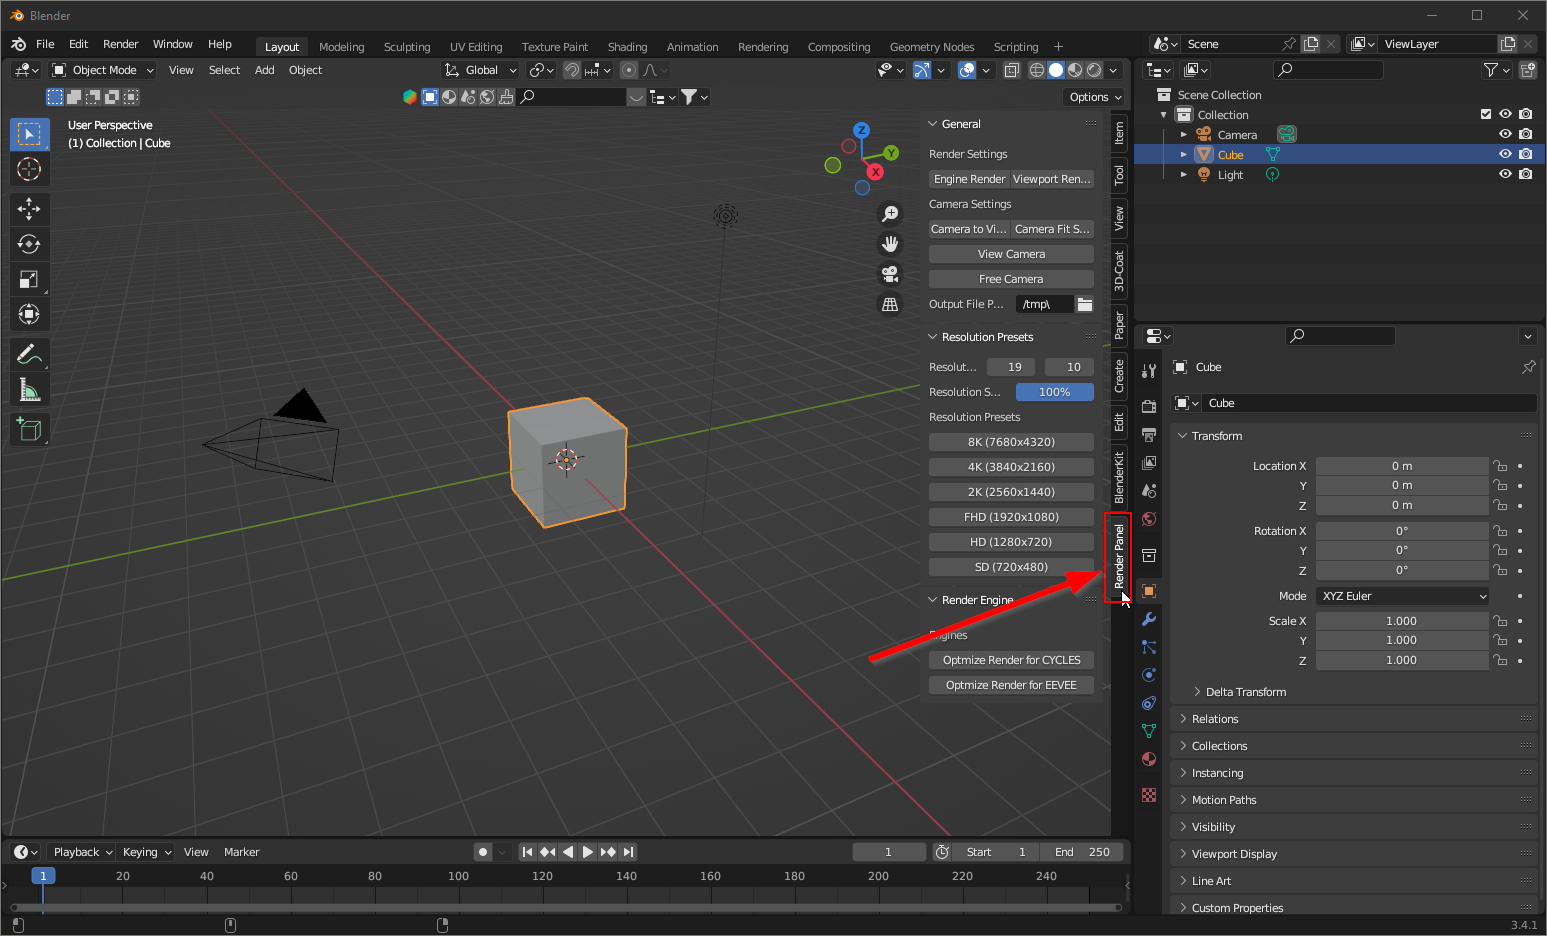 Blender
File Edit Render Window Help Layout Modeling Sculpting UV Editing Texture Paint Shading Animation Rendering Compositing Geometry Nodes Scripting + Scene ViewLayer
Object Mode View Select Add Object Global
Options
User Perspective
(1) Collection | Cube
Z
Y
X
General
Render Settings
Engine Render Viewport Ren...
Camera Settings
Camera to Vi... Camera Fit S...
View Camera
Free Camera
Output File P... /tmp\
Resolution Presets
Resolut... 19 10
Resolution S... 100%
Resolution Presets
8K (7680x4320)
4K (3840x2160)
2K (2560x1440)
FHD (1920x1080)
HD (1280x720)
SD (720x480)
Render Engine
Engines
Optmize Render for CYCLES
Optmize Render for EEVEE
Item
Tool
View
3D-Coat
Paper
Create
Edit
BlenderKit
Render Panel
Scene Collection
Collection
Camera
Cube
Light
Cube
Cube
Transform
Location X 0 m
Y 0 m
Z 0 m
Rotation X 0°
Y 0°
Z 0°
Mode XYZ Euler
Scale X 1.000
Y 1.000
Z 1.000
Delta Transform
Relations
Collections
Instancing
Motion Paths
Visibility
Viewport Display
Line Art
Custom Properties
Playback Keying View Marker 1 Start 1 End 250
1 20 40 60 80 100 120 140 160 180 200 220 240
3.4.1